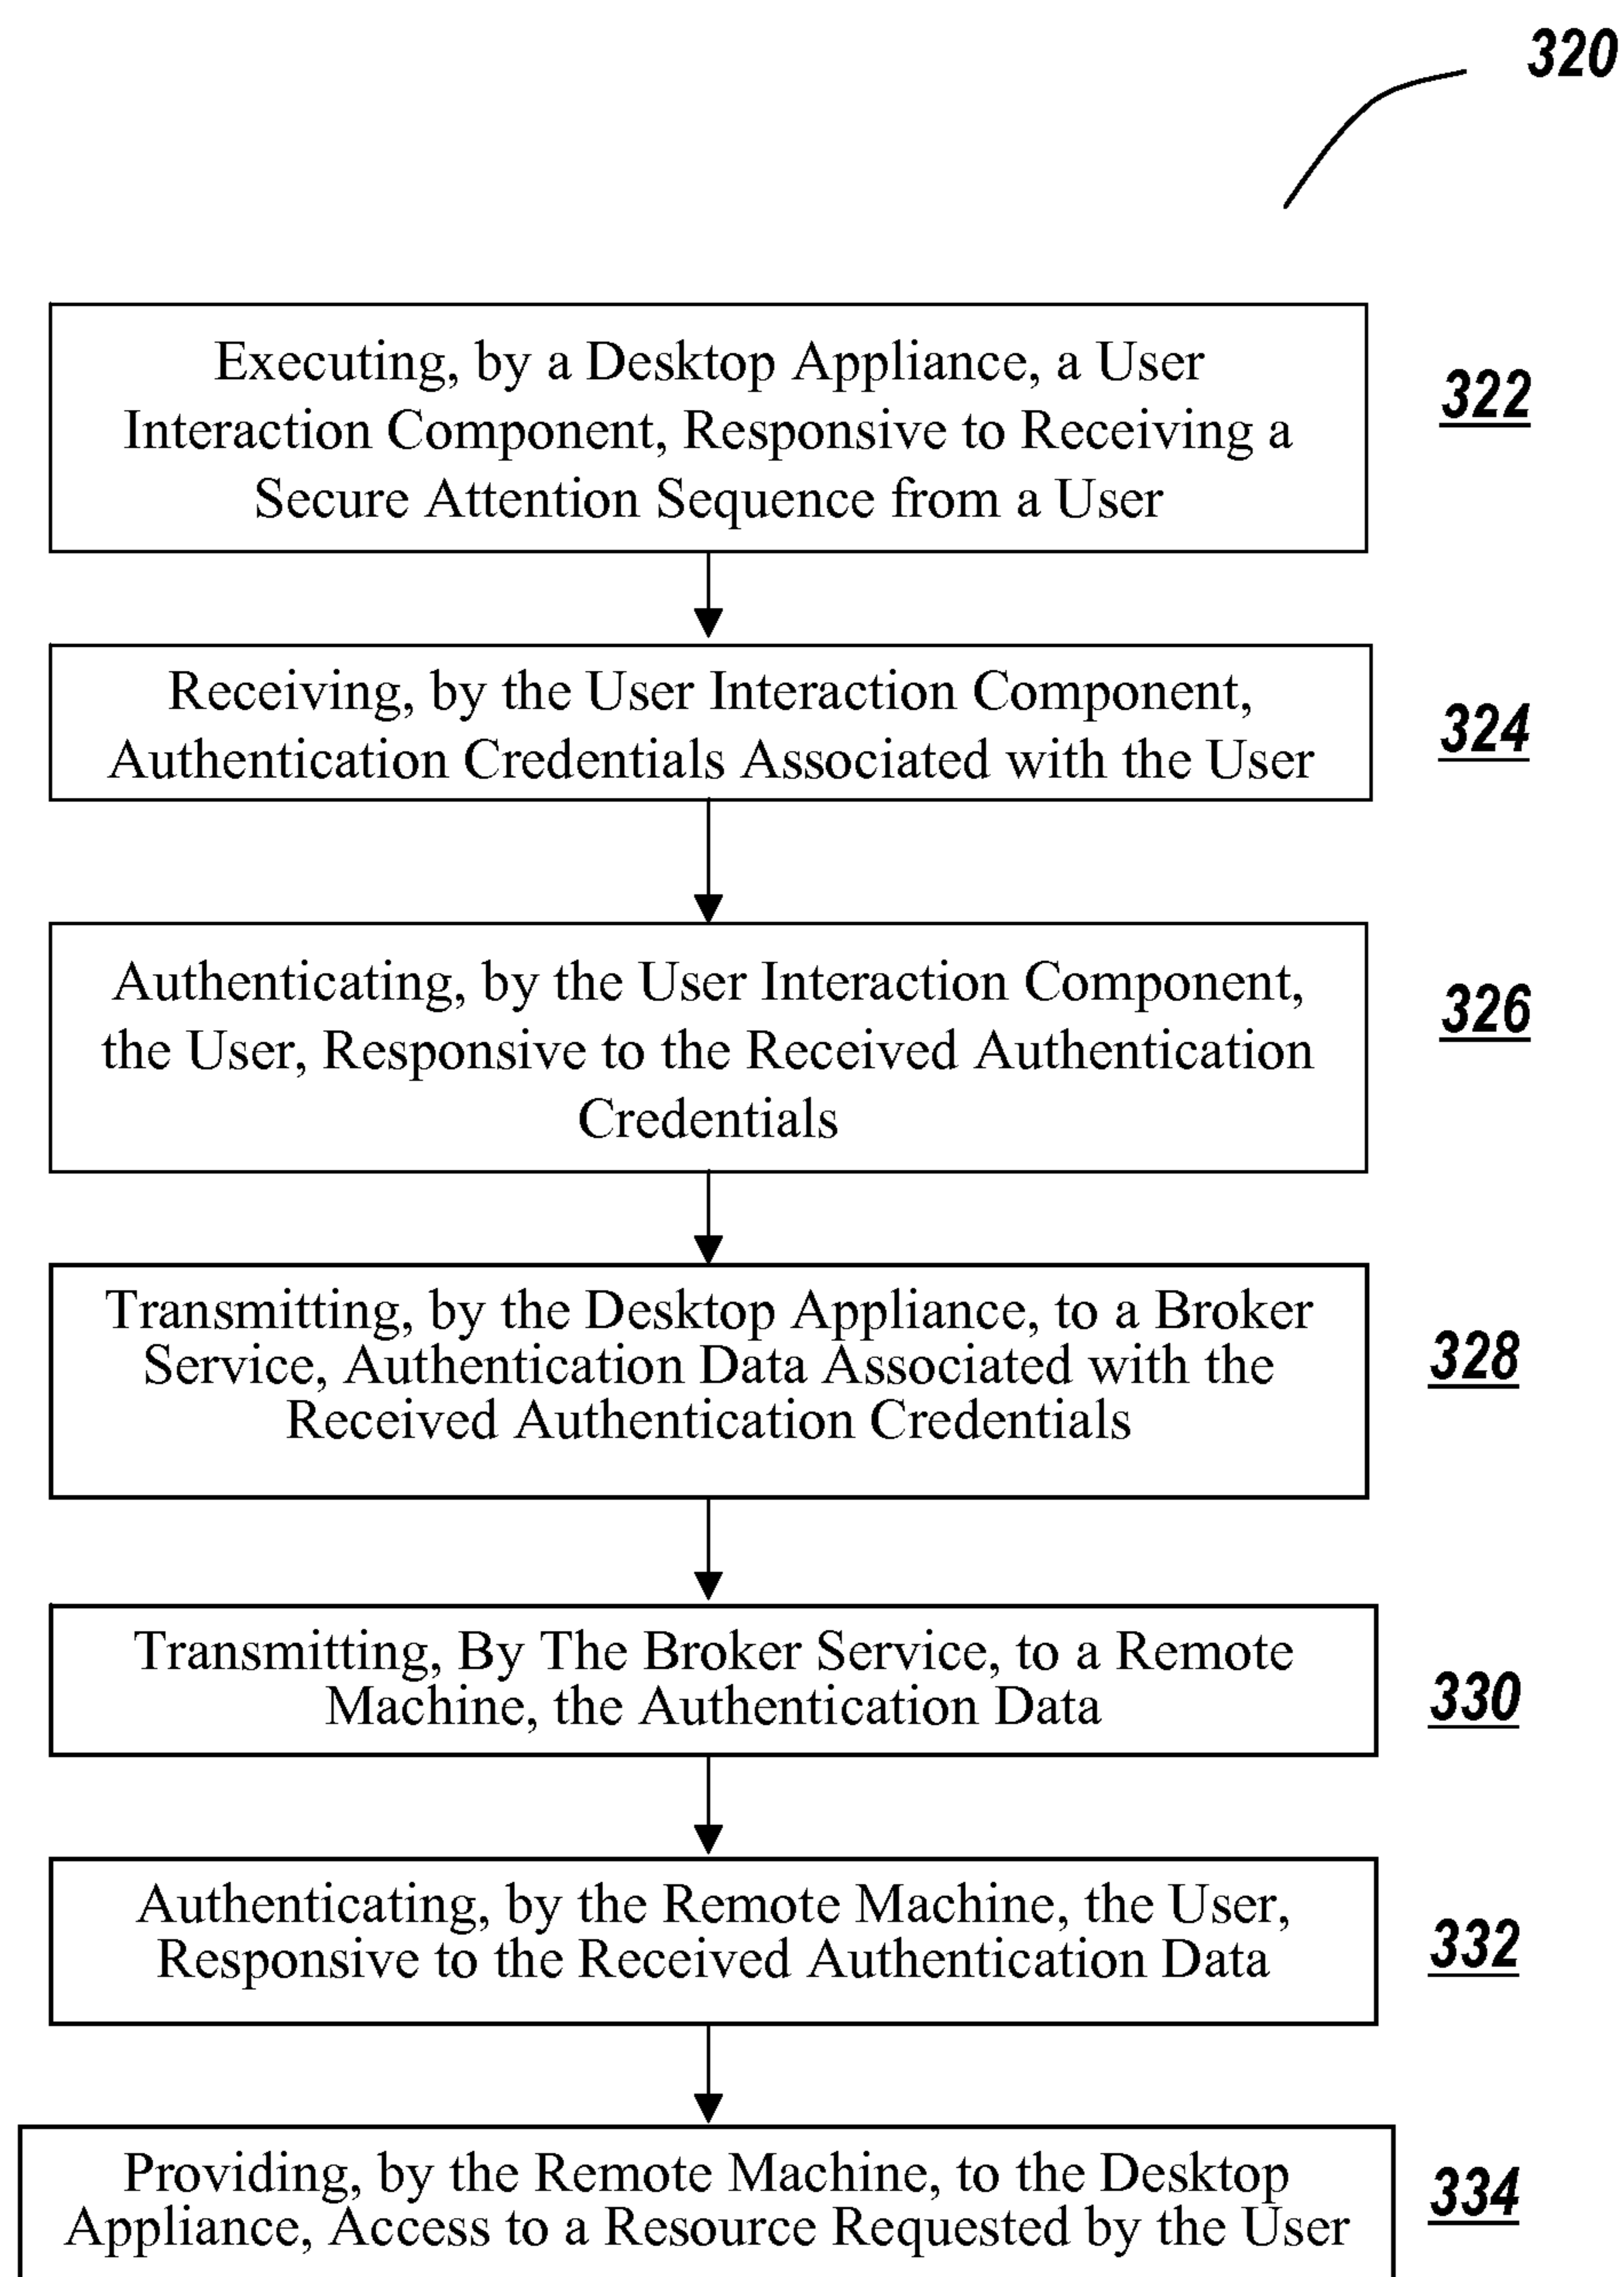 320
Executing, by a Desktop Appliance, a User
Interaction Component, Responsive to Receiving a
Secure Attention Sequence from a User
322
Receiving, by the User Interaction Component,
Authentication Credentials Associated with the User
324
Authenticating, by the User Interaction Component,
the User, Responsive to the Received Authentication
Credentials
326
Transmitting, by the Desktop Appliance, to a Broker
Service, Authentication Data Associated with the
Received Authentication Credentials
328
Transmitting, By The Broker Service, to a Remote
Machine, the Authentication Data
330
Authenticating, by the Remote Machine, the User,
Responsive to the Received Authentication Data
332
Providing, by the Remote Machine, to the Desktop
Appliance, Access to a Resource Requested by the User
334